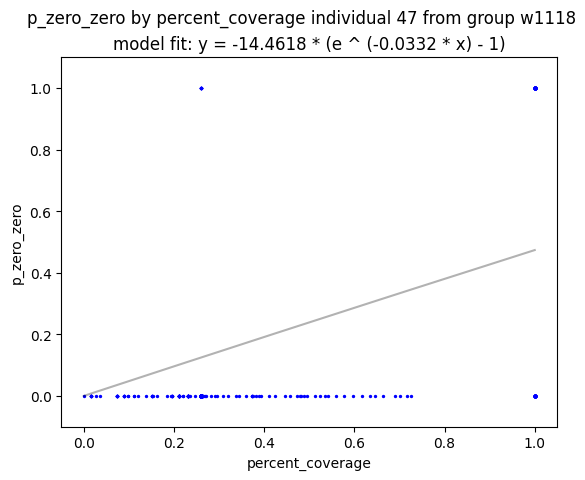 p_zero_zero by percent_coverage individual 47 from group w1118
model fit: y = -14.4618 * (e ^ (-0.0332 * x) - 1)
1.0
0.8
0.6
0.4
0.2
0.0
p_zero_zero
0.0 0.2 0.4 0.6 0.8 1.0
percent_coverage